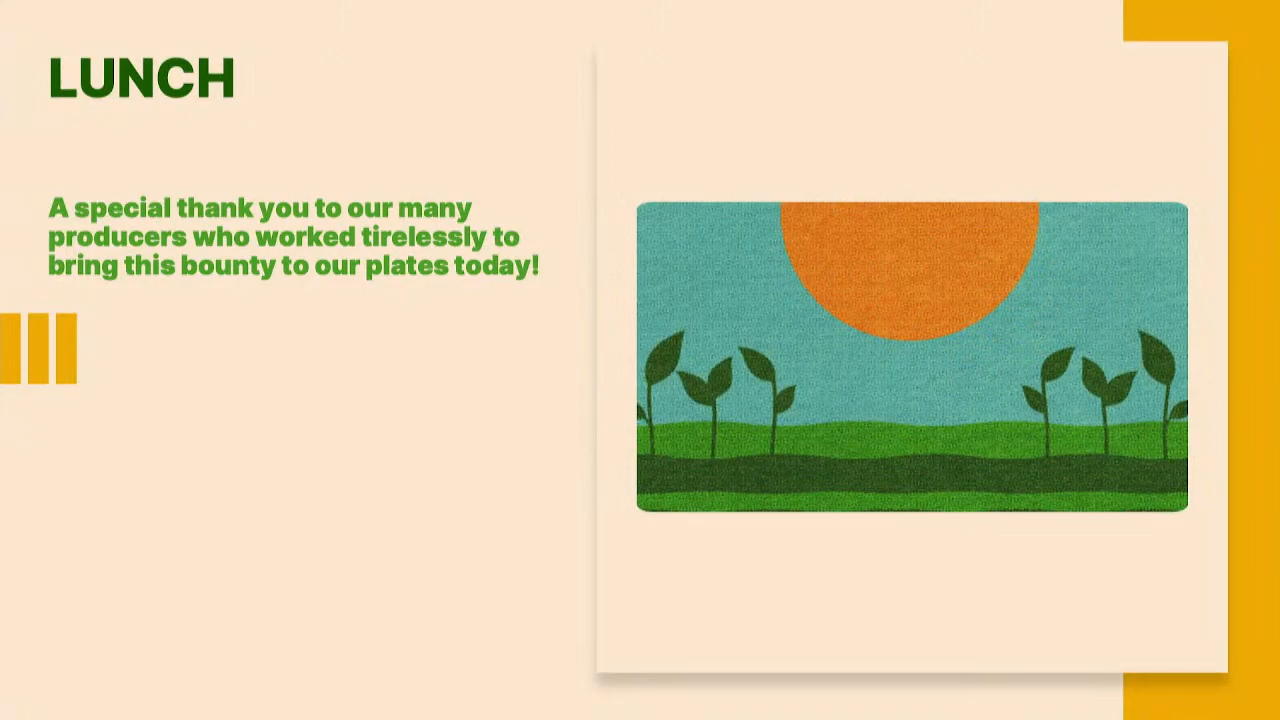 LUNCH
A special thank you to our many
producers who worked tirelessly to
bring this bounty to our plates today!